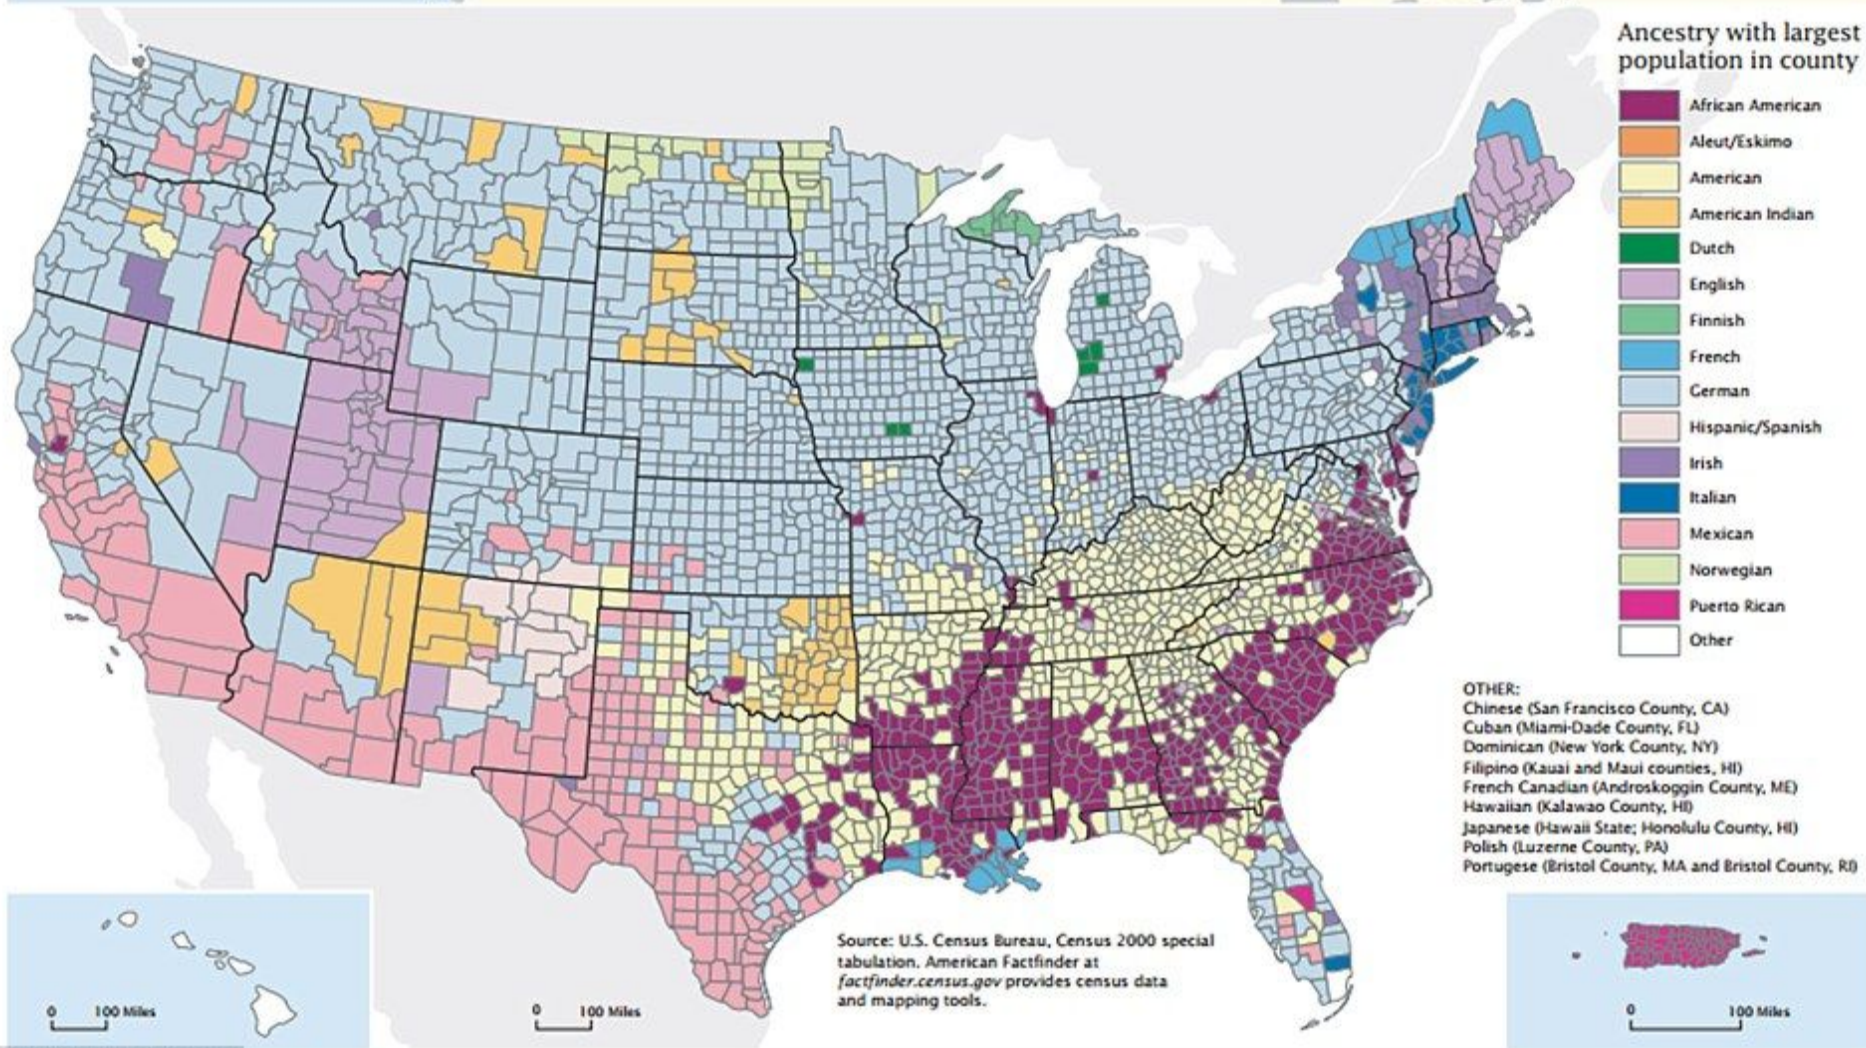 Ancestry with largest
population in county
African American
Aleut/Eskimo
American
American Indian
Dutch
English
Finnish
French
German
Hispanic/Spanish
Irish
Italian
Mexican
Norwegian
Puerto Rican
Other
OTHER:
Chinese (San Francisco County, CA)
Cuban (Miami-Dade County, FL)
Dominican (New York County, NY)
Filipino (Kauai and Maui counties, HI)
French Canadian (Androskoggin County, ME)
Hawaiian (Kalawao County, HI)
Japanese (Hawaii State; Honolulu County, HI)
Polish (Luzerne County, PA)
Portugese (Bristol County, MA and Bristol County, RI)
Source: U.S. Census Bureau, Census 2000 special
tabulation. American Factfinder at
factfinder.census.gov provides census data
and mapping tools.
0 100 Miles
0 100 Miles
0 100 Miles